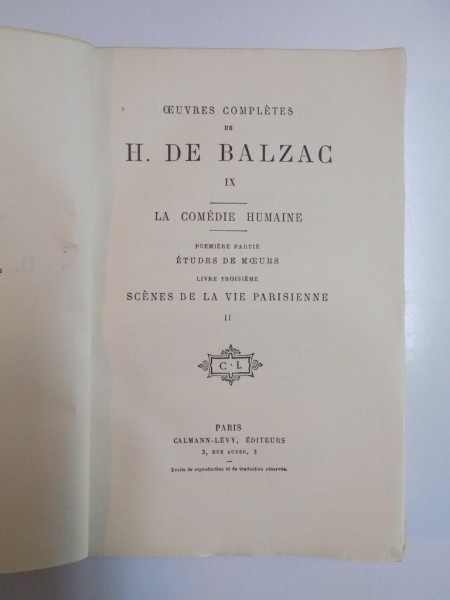 ŒUVRES COMPLÈTES
DE
H. DE BALZAC
IX
LA COMÉDIE HUMAINE
PREMIÈRE PARTIE
ÉTUDES DE MŒURS
LIVRE TROISIÈME
SCÈNES DE LA VIE PARISIENNE
II
C·L
PARIS
CALMANN-LÉVY, ÉDITEURS
3, RUE AUBER, 3
Droits de reproduction et de traduction réservés.